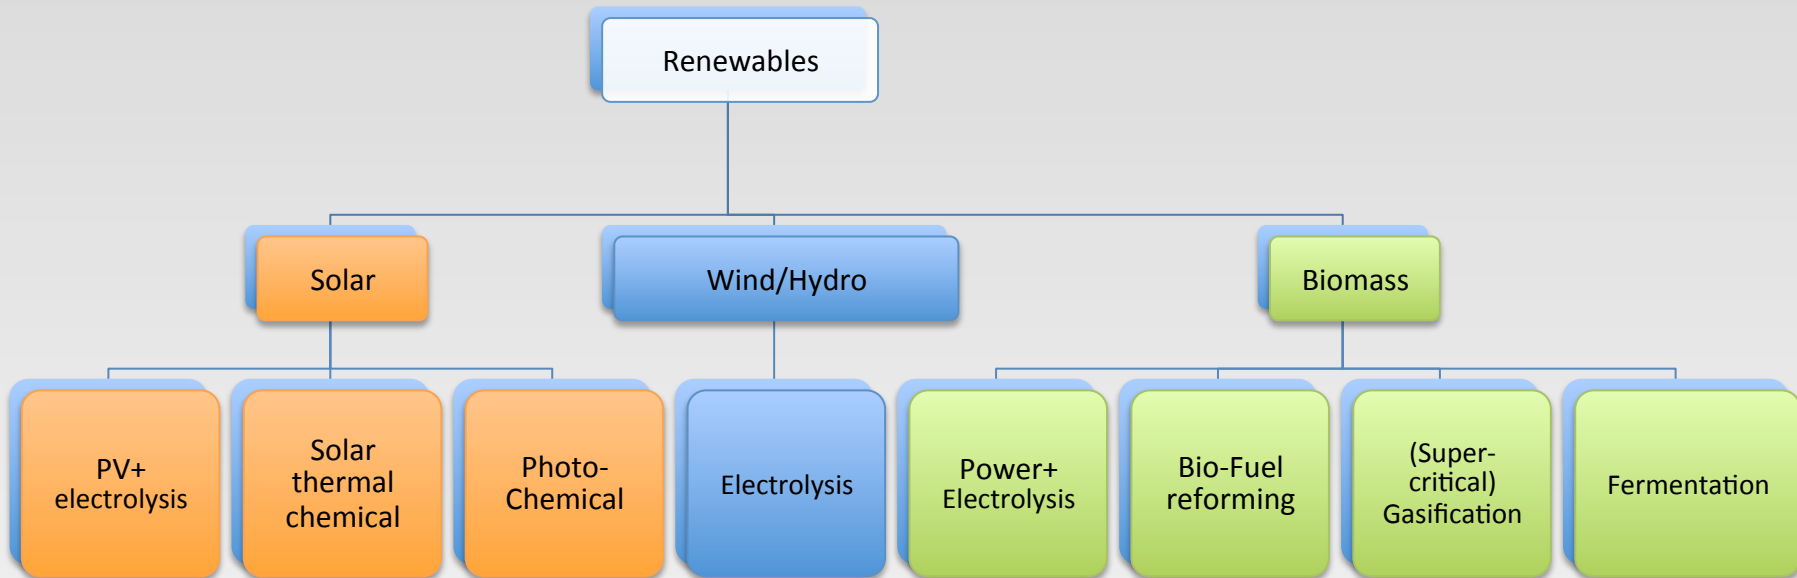 Renewables
Solar
Wind/Hydro
Biomass
PV+
electrolysis
Solar
thermal
chemical
Photo-
Chemical
Electrolysis
Power+
Electrolysis
Bio-Fuel
reforming
(Super-
critical)
Gasification
Fermentation